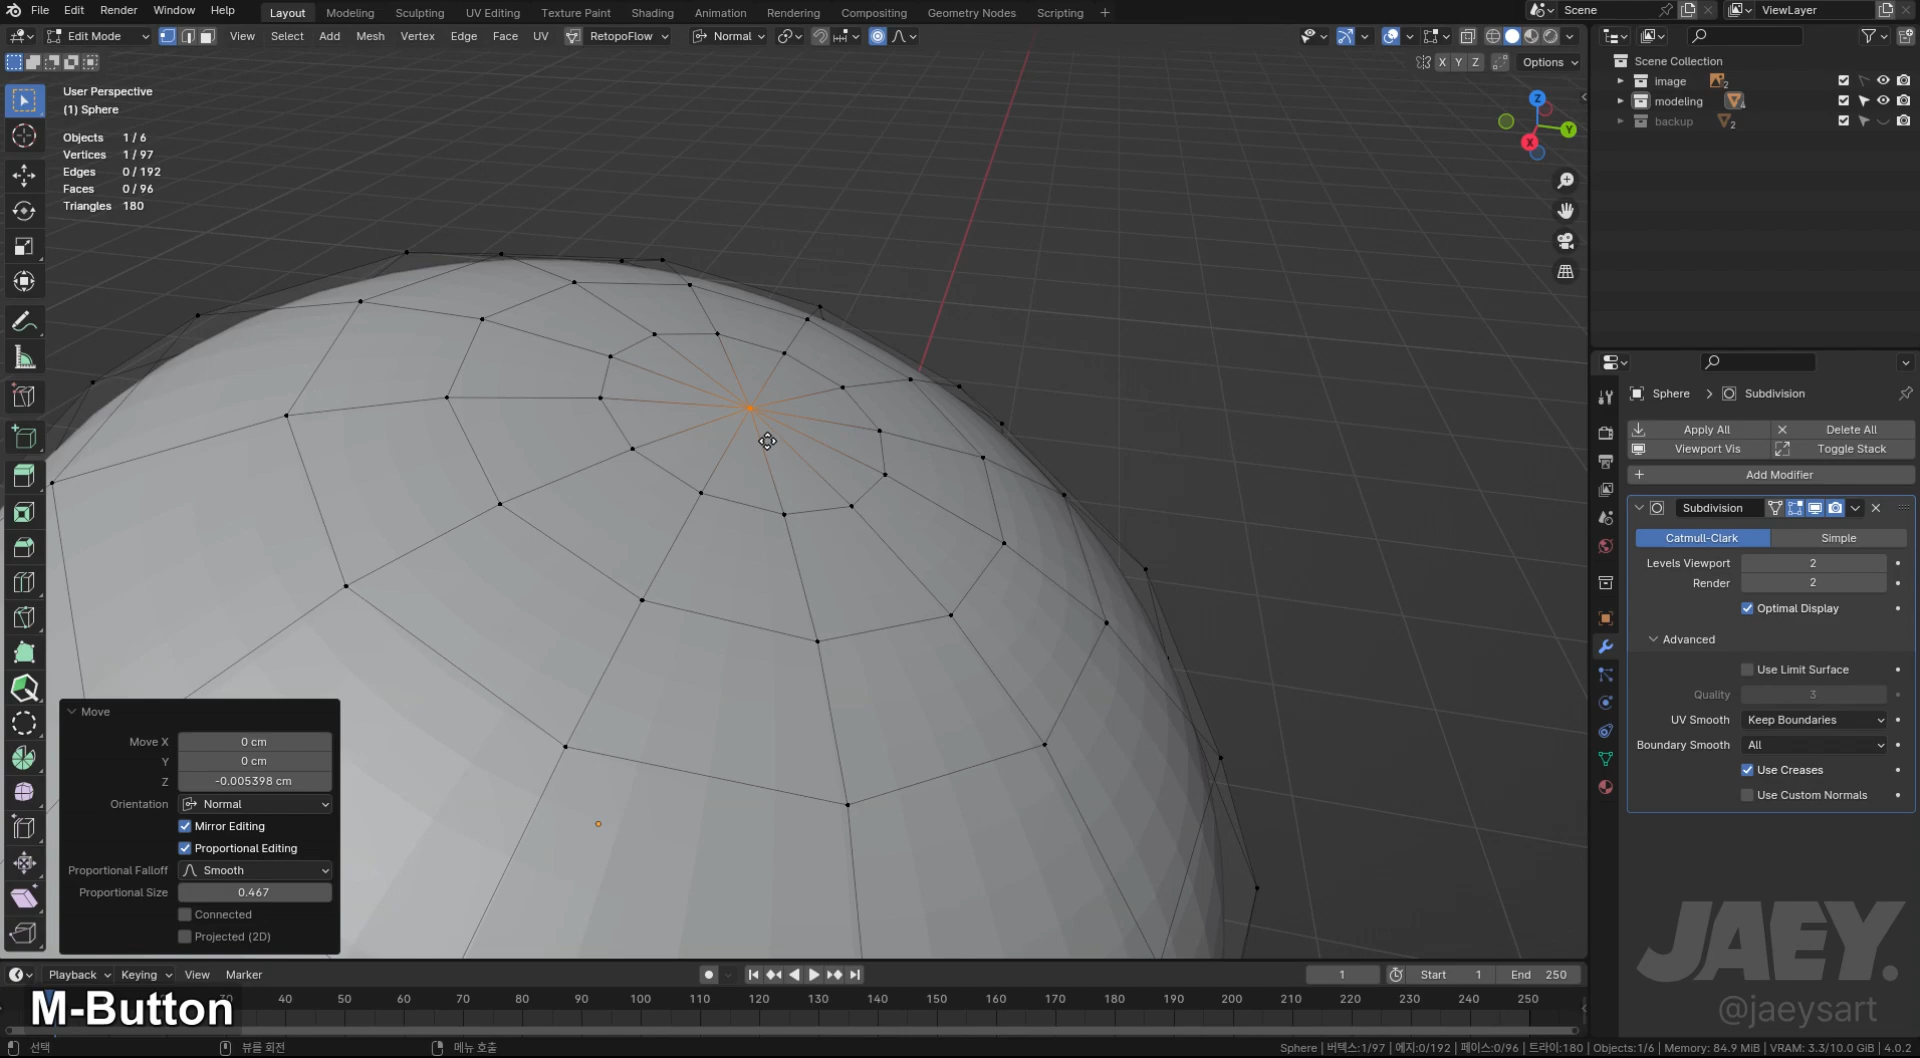 File Edit Render Window Help Layout Modeling Sculpting UV Editing Texture Paint Shading Animation Rendering Compositing Geometry Nodes Scripting + Scene ViewLayer
Edit Mode View Select Add Mesh Vertex Edge Face UV RetopoFlow Normal
X Y Z Options
User Perspective
(1) Sphere
Objects 1 / 6
Vertices 1 / 97
Edges 0 / 192
Faces 0 / 96
Triangles 180
Z
Y
X
Scene Collection
image 2
modeling 4
backup 2
Sphere > Subdivision
Apply All Delete All
Viewport Vis Toggle Stack
Add Modifier
Subdivision
Catmull-Clark Simple
Levels Viewport 2
Render 2
Optimal Display
Advanced
Use Limit Surface
Quality 3
UV Smooth Keep Boundaries
Boundary Smooth All
Use Creases
Use Custom Normals
Move
Move X 0 cm
Y 0 cm
Z -0.005398 cm
Orientation Normal
Mirror Editing
Proportional Editing
Proportional Falloff Smooth
Proportional Size 0.467
Connected
Projected (2D)
JAEY.
@jaeysart
Playback Keying View Marker 1 Start 1 End 250
30 40 50 60 70 80 90 100 110 120 130 140 150 160 170 180 190 200 210 220 230 240 250
M-Button
선택 뷰를 회전 메뉴 호출 Sphere | 버텍스:1/97 | 에지:0/192 | 페이스:0/96 | 트라이:180 | Objects:1/6 | Memory: 84.9 MiB | VRAM: 3.3/10.0 GiB | 4.0.2